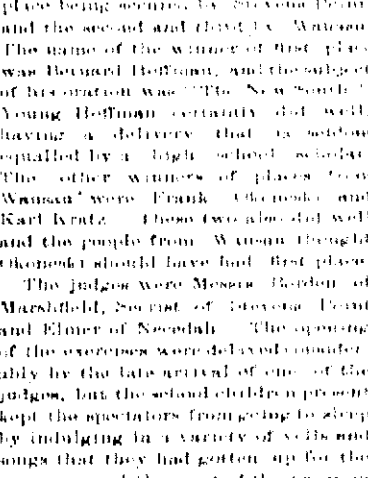 place being secured by Stevens Point
and the second and third by Wausau
The name of the winner of first place
was Bernard Hoffman, and the subject
of his oration was "The New South."
Young Hoffman certainly did well,
having a delivery that is seldom
equalled by a high school scholar
The other winners of places from
Wausau were Frank Okoneski and
Karl Kratz. These two also did well
and the people from Wausau thought
Okoneski should have had first place.
The judges were Messrs Borden of
Marshfield, Secrist of Stevens Point
and Elmer of Necedah. The opening
of the exercises were delayed consider-
ably by the late arrival of one of the
judges, but the school children present
kept the spectators from going to sleep
by indulging in a variety of yells and
songs that they had gotten up for the